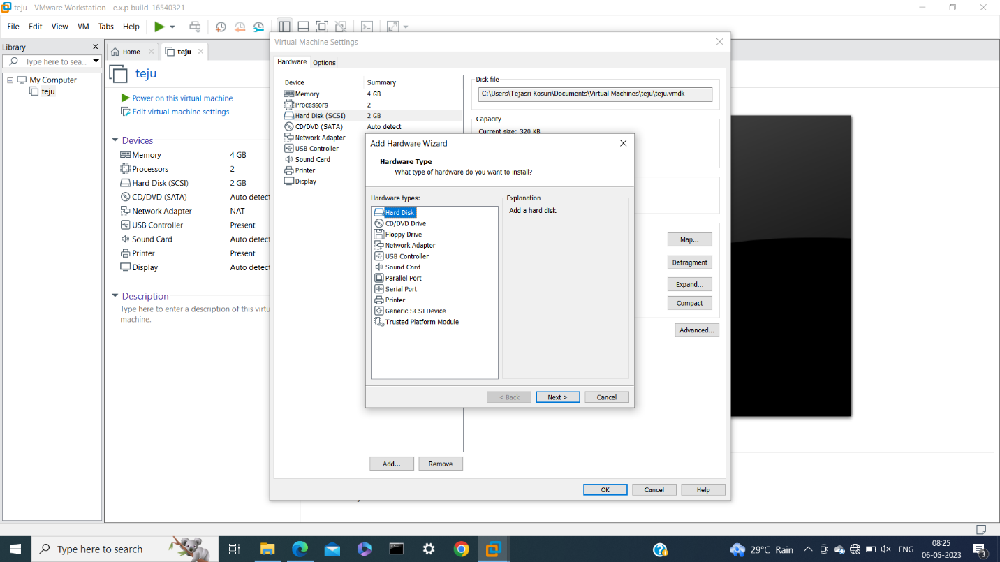 teju - VMware Workstation - e.x.p build-16540321
File Edit View VM Tabs Help
Library
Type here to sea...
My Computer
teju
Home
teju
teju
Power on this virtual machine
Edit virtual machine settings
Devices
Memory 4 GB
Processors 2
Hard Disk (SCSI) 2 GB
CD/DVD (SATA) Auto detect
Network Adapter NAT
USB Controller Present
Sound Card Auto detect
Printer Present
Display Auto detect
Description
Type here to enter a description of this virtu
machine.
Virtual Machine Settings
Hardware Options
Device Summary
Memory 4 GB
Processors 2
Hard Disk (SCSI) 2 GB
CD/DVD (SATA) Auto detect
Network Adapter
USB Controller
Sound Card
Printer
Display
Add... Remove
Disk file
C:\Users\Tejasri Kosuri\Documents\Virtual Machines\teju\teju.vmdk
Capacity
Current size: 320 KB
Map...
Defragment
Expand...
Compact
Advanced...
OK Cancel Help
Add Hardware Wizard
Hardware Type
What type of hardware do you want to install?
Hardware types:
Hard Disk
CD/DVD Drive
Floppy Drive
Network Adapter
USB Controller
Sound Card
Parallel Port
Serial Port
Printer
Generic SCSI Device
Trusted Platform Module
Explanation
Add a hard disk.
< Back Next > Cancel
Type here to search
29°C Rain
ENG
08:25
06-05-2023
3